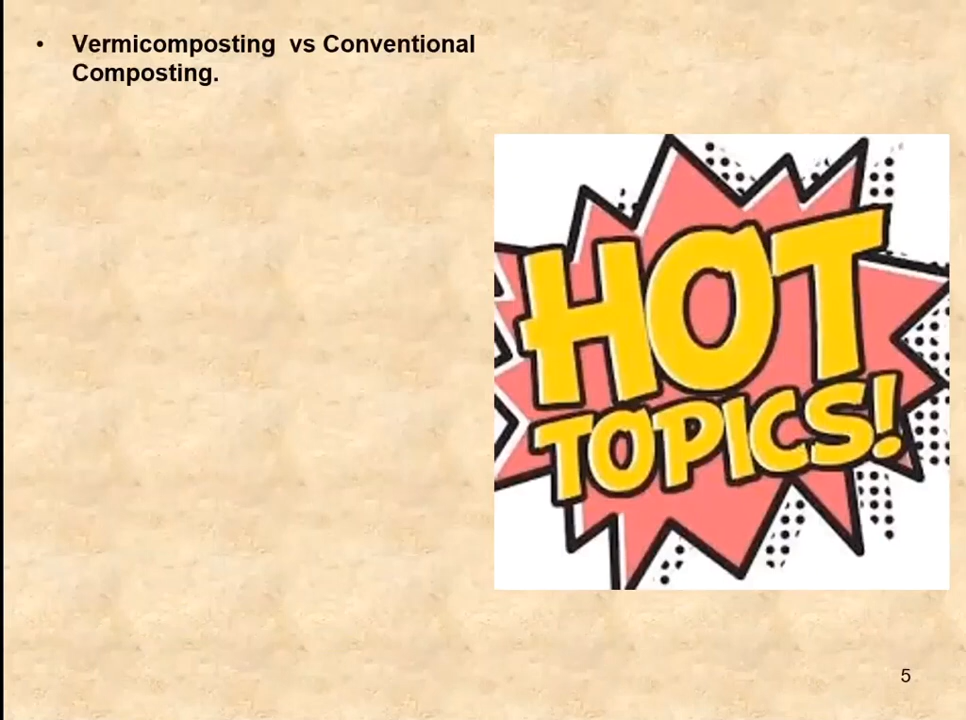 • Vermicomposting  vs Conventional
Composting.
HOT
TOPICS!
5